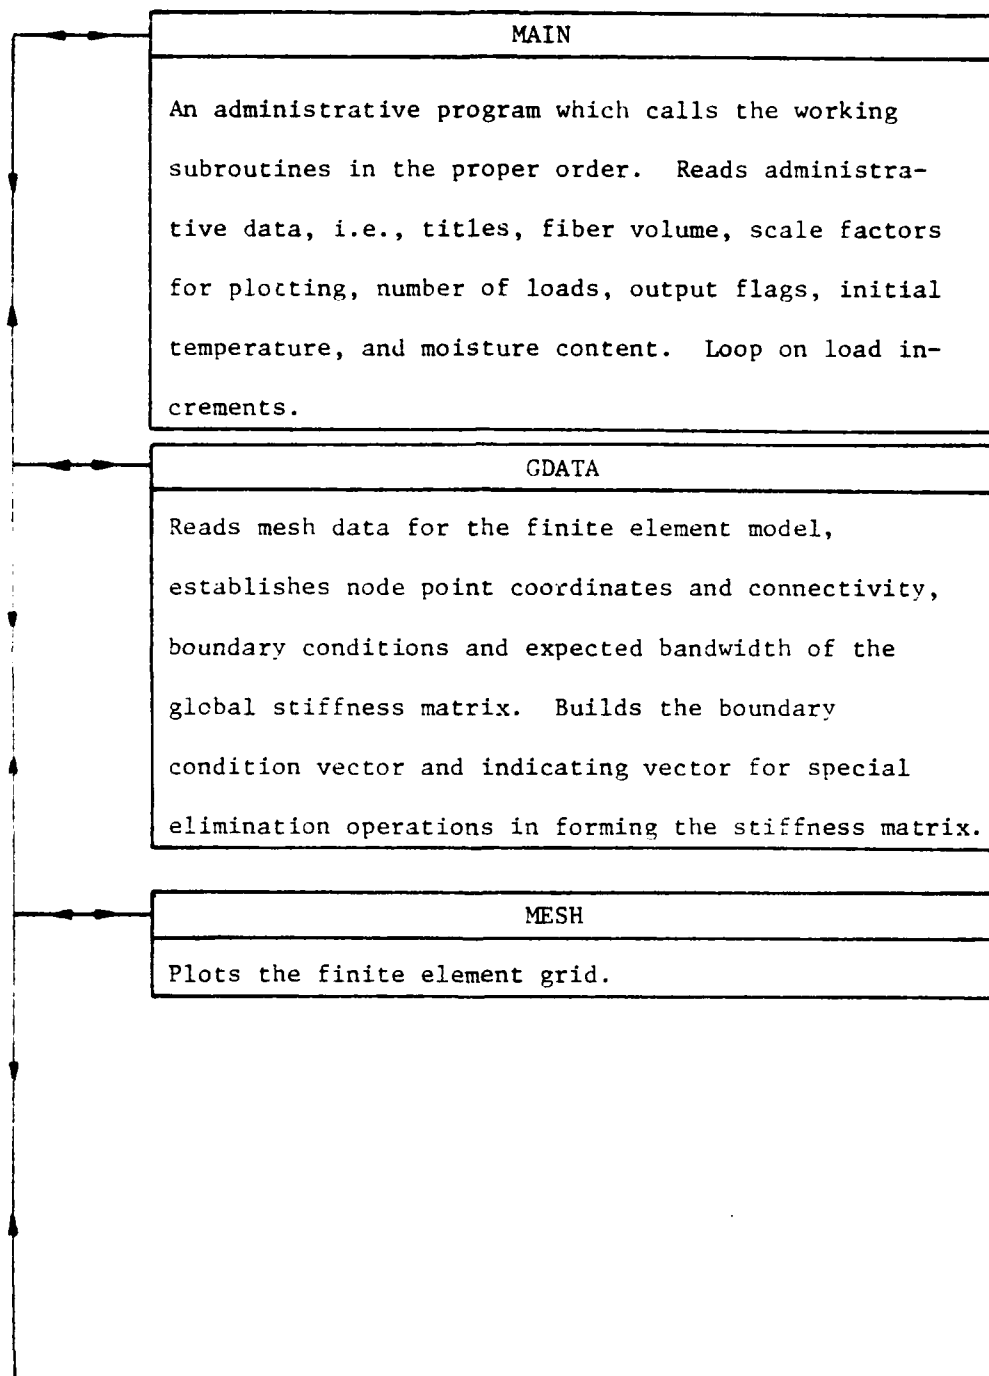 MAIN
An administrative program which calls the working
subroutines in the proper order. Reads administra-
tive data, i.e., titles, fiber volume, scale factors
for plotting, number of loads, output flags, initial
temperature, and moisture content. Loop on load in-
crements.
GDATA
Reads mesh data for the finite element model,
establishes node point coordinates and connectivity,
boundary conditions and expected bandwidth of the
global stiffness matrix. Builds the boundary
condition vector and indicating vector for special
elimination operations in forming the stiffness matrix.
MESH
Plots the finite element grid.